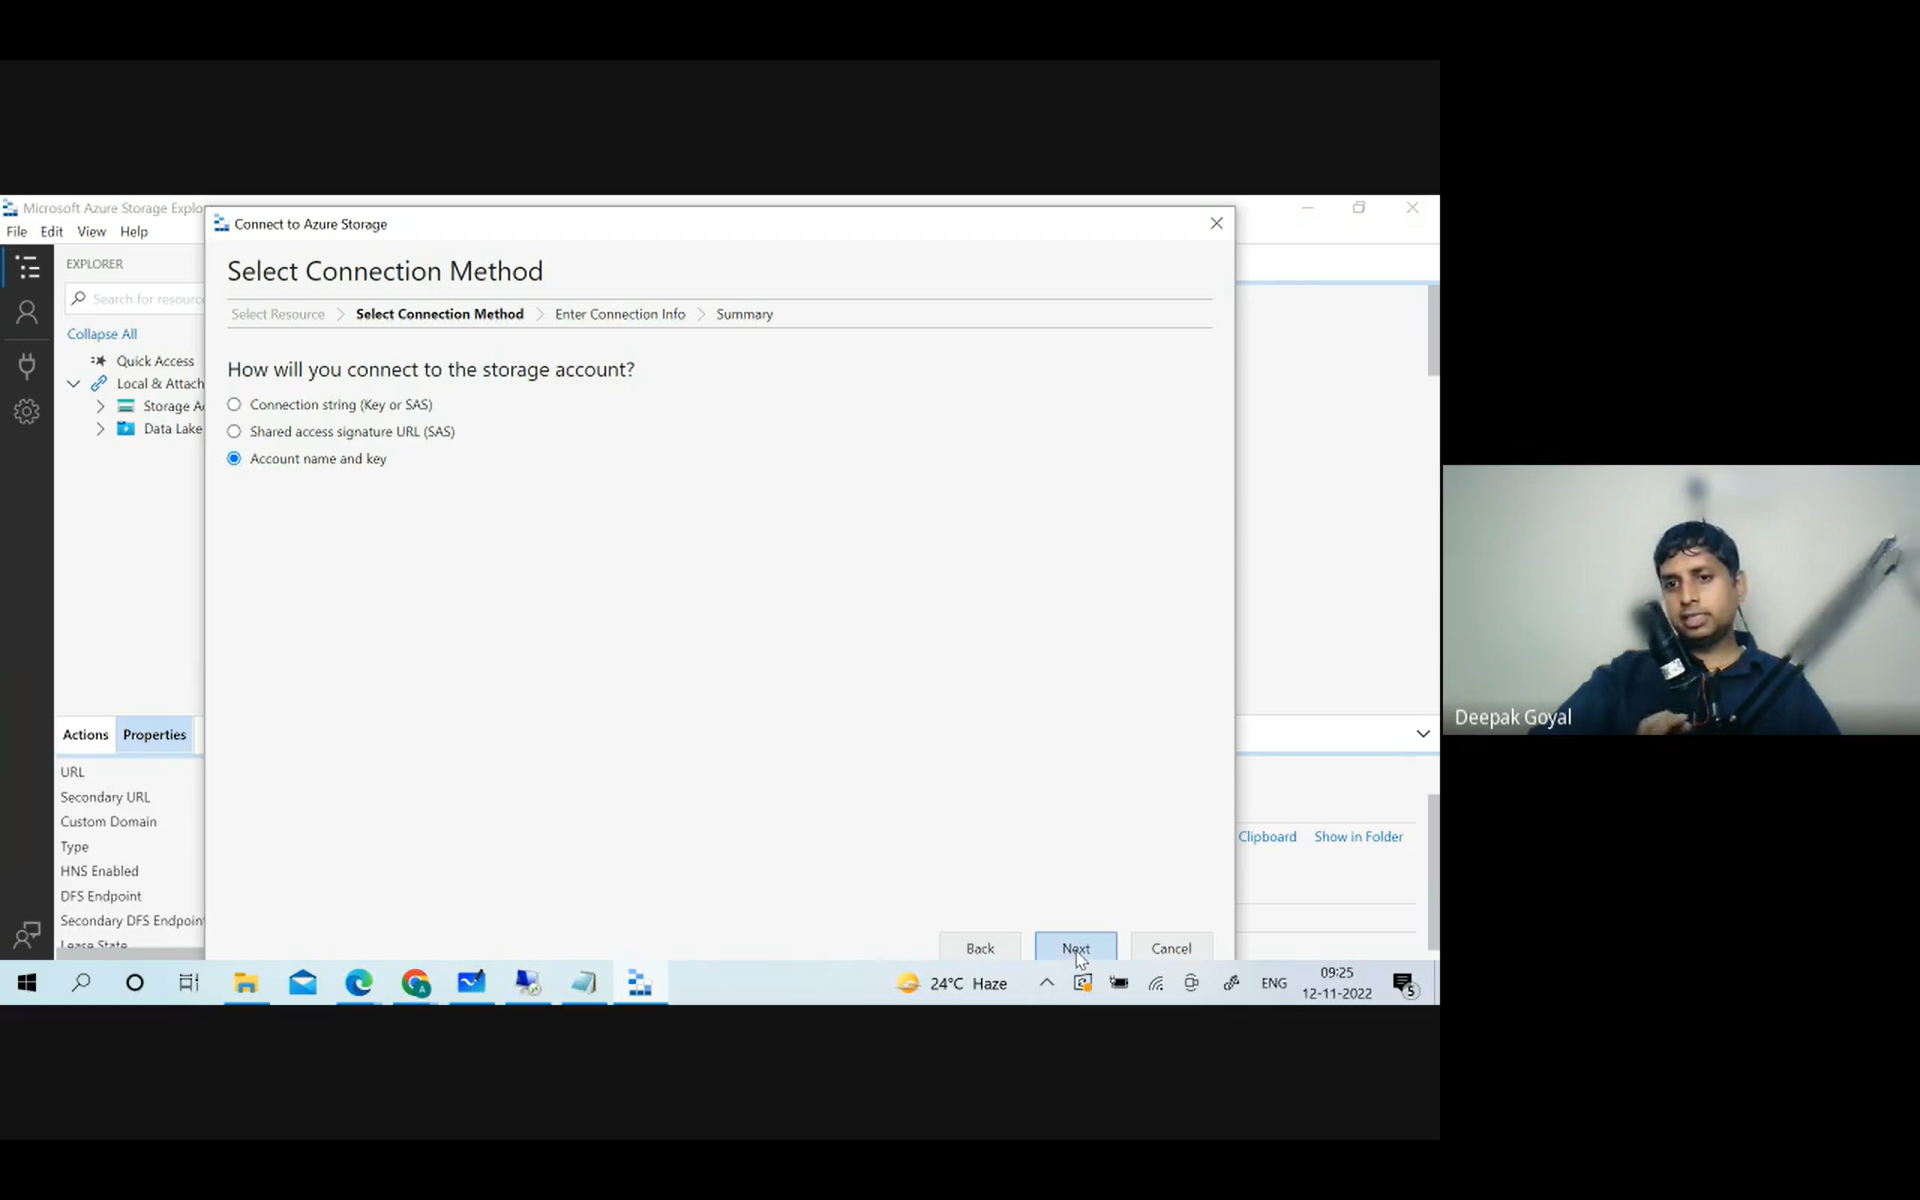 Microsoft Azure Storage Explo
File Edit View Help
EXPLORER
Search for resourc
Collapse All
Quick Access
Local & Attach
Storage A
Data Lake
Connect to Azure Storage
Select Connection Method
Select Resource Select Connection Method Enter Connection Info Summary
How will you connect to the storage account?
Connection string (Key or SAS)
Shared access signature URL (SAS)
Account name and key
Back Next Cancel
Actions Properties
URL
Secondary URL
Custom Domain
Type
HNS Enabled
DFS Endpoint
Secondary DFS Endpoin
Lease State
Clipboard Show in Folder
24°C Haze
ENG
09:25
12-11-2022
5
Deepak Goyal